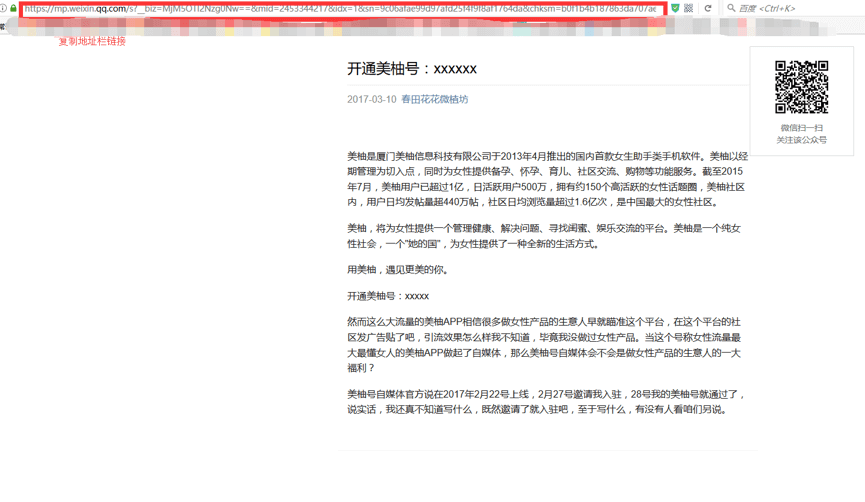 https://mp.weixin.qq.com/s?__biz=MjM5OTI2Nzg0Nw==&mid=2453344217&idx=1&sn=9c06afae99d97afd25f4f9f8af1764da&chksm=b0f1b4b187863da707ae
百度 <Ctrl+K>
复制地址栏链接
开通美柚号：xxxxxx
2017-03-10 春田花花微秸坊
微信扫一扫
关注该公众号
美柚是厦门美柚信息科技有限公司于2013年4月推出的国内首款女生助手类手机软件。美柚以经
期管理为切入点，同时为女性提供备孕、怀孕、育儿、社区交流、购物等功能服务。截至2015
年7月，美柚用户已超过1亿，日活跃用户500万，拥有约150个高活跃的女性话题圈，美柚社区
内，用户日均发帖量超440万帖，社区日均浏览量超过1.6亿次，是中国最大的女性社区。
美柚，将为女性提供一个管理健康、解决问题、寻找闺蜜、娱乐交流的平台。美柚是一个纯女
性社会，一个"她的国"，为女性提供了一种全新的生活方式。
用美柚，遇见更美的你。
开通美柚号：xxxxx
然而这么大流量的美柚APP相信很多做女性产品的生意人早就瞄准这个平台，在这个平台的社
区发广告贴了吧，引流效果怎么样我不知道，毕竟我没做过女性产品。当这个号称女性流量最
大最懂女人的美柚APP做起了自媒体，那么美柚号自媒体会不会是做女性产品的生意人的一大
福利？
美柚号自媒体官方说在2017年2月22号上线，2月27号邀请我入驻，28号我的美柚号就通过了，
说实话，我还真不知道写什么，既然邀请了就入驻吧，至于写什么，有没有人看咱们另说。